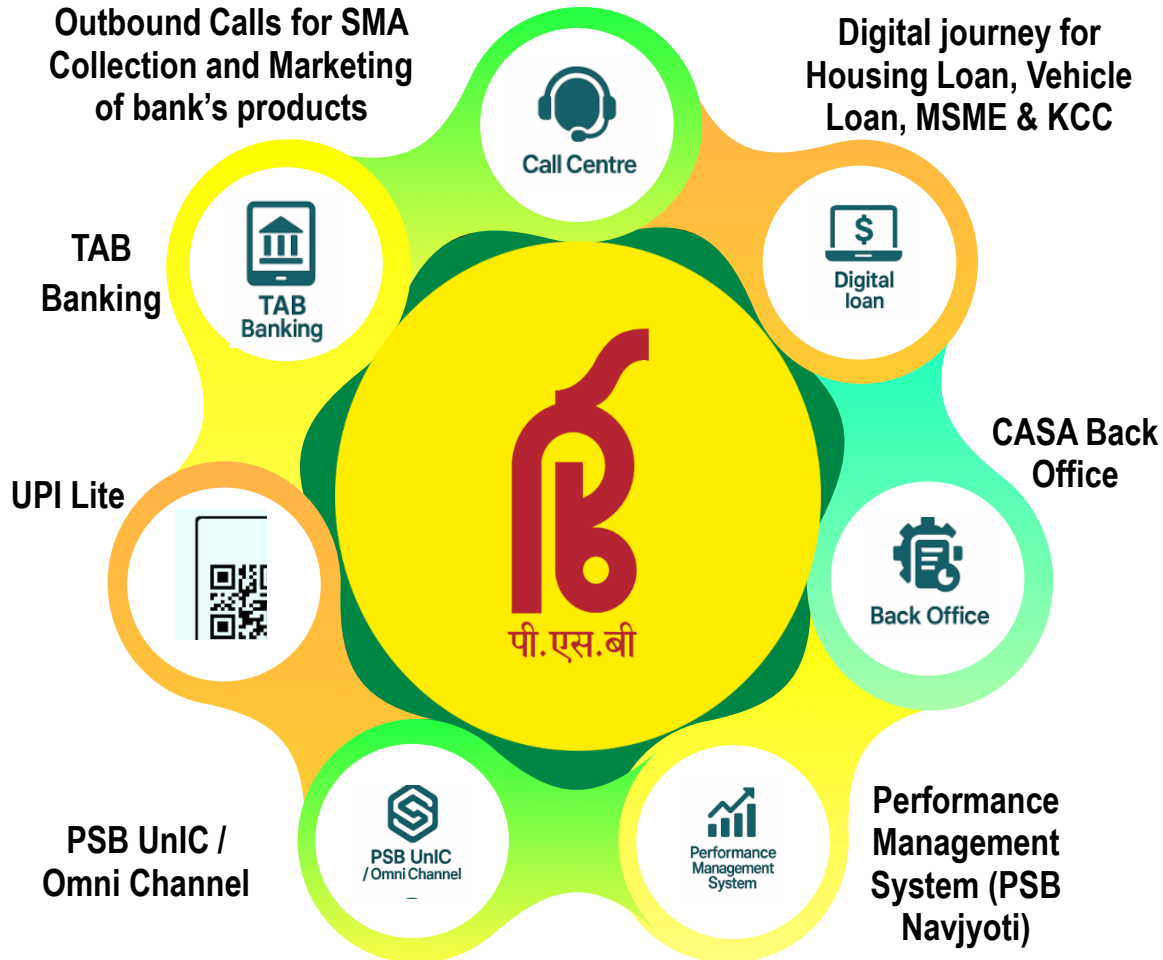 Outbound Calls for SMA
Collection and Marketing
of bank's products
Call Centre
Digital journey for
Housing Loan, Vehicle
Loan, MSME & KCC
$
Digital
loan
TAB
Banking
TAB
Banking
CASA Back
Office
Back Office
UPI Lite
पी.एस.बी
PSB UnIC /
Omni Channel
PSB UnIC
/ Omni Channel
Performance
Management
System
Performance
Management
System (PSB
Navjyoti)